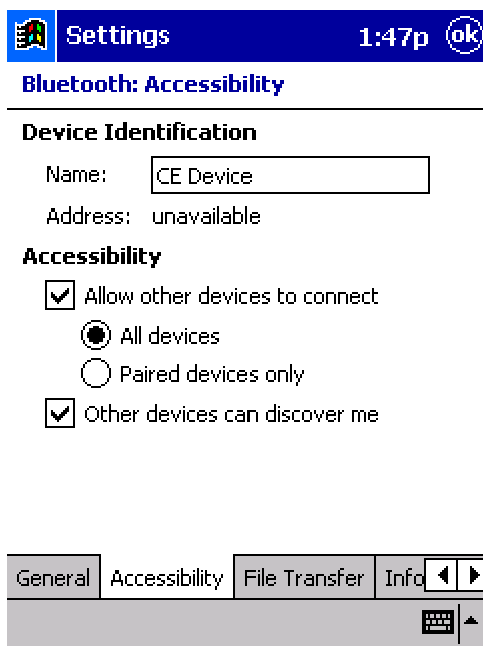 Settings 1:47p ok
Bluetooth: Accessibility
Device Identification
Name: CE Device
Address: unavailable
Accessibility
Allow other devices to connect
All devices
Paired devices only
Other devices can discover me
General Accessibility File Transfer Info